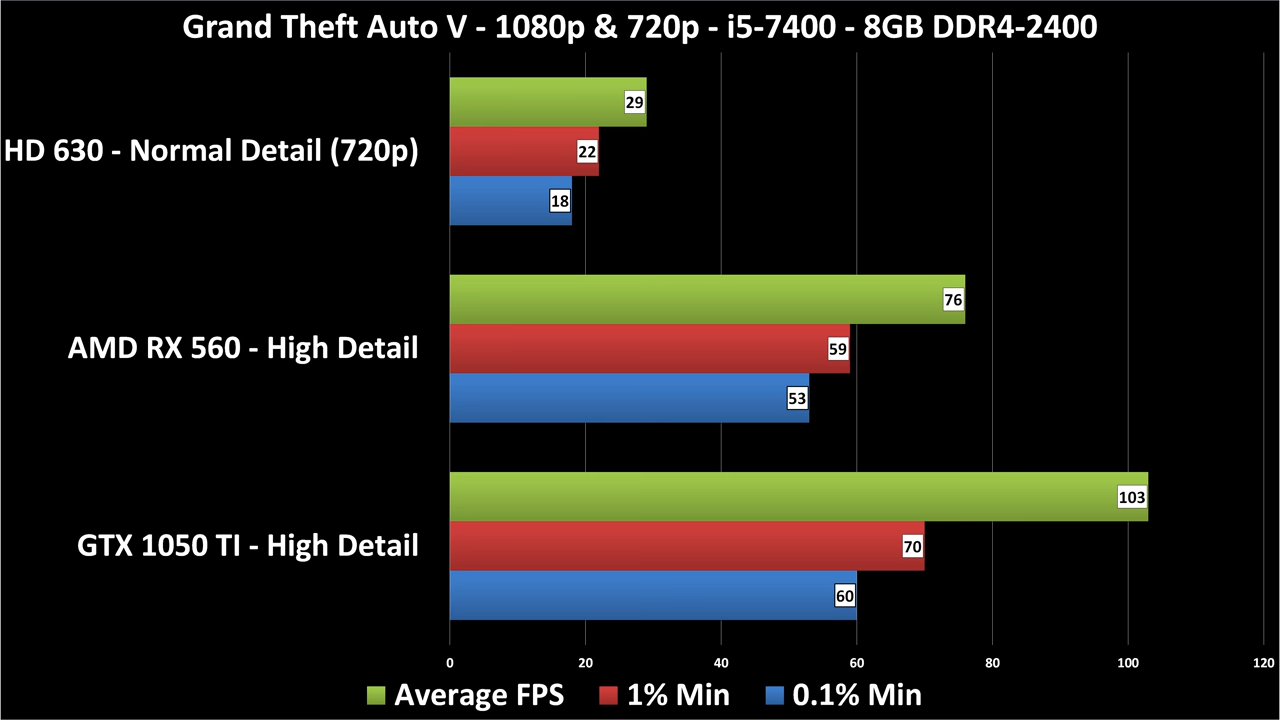 Grand Theft Auto V - 1080p & 720p - i5-7400 - 8GB DDR4-2400
HD 630 - Normal Detail (720p)
29
22
18
AMD RX 560 - High Detail
76
59
53
GTX 1050 TI - High Detail
103
70
60
0 20 40 60 80 100 120
Average FPS 1% Min 0.1% Min